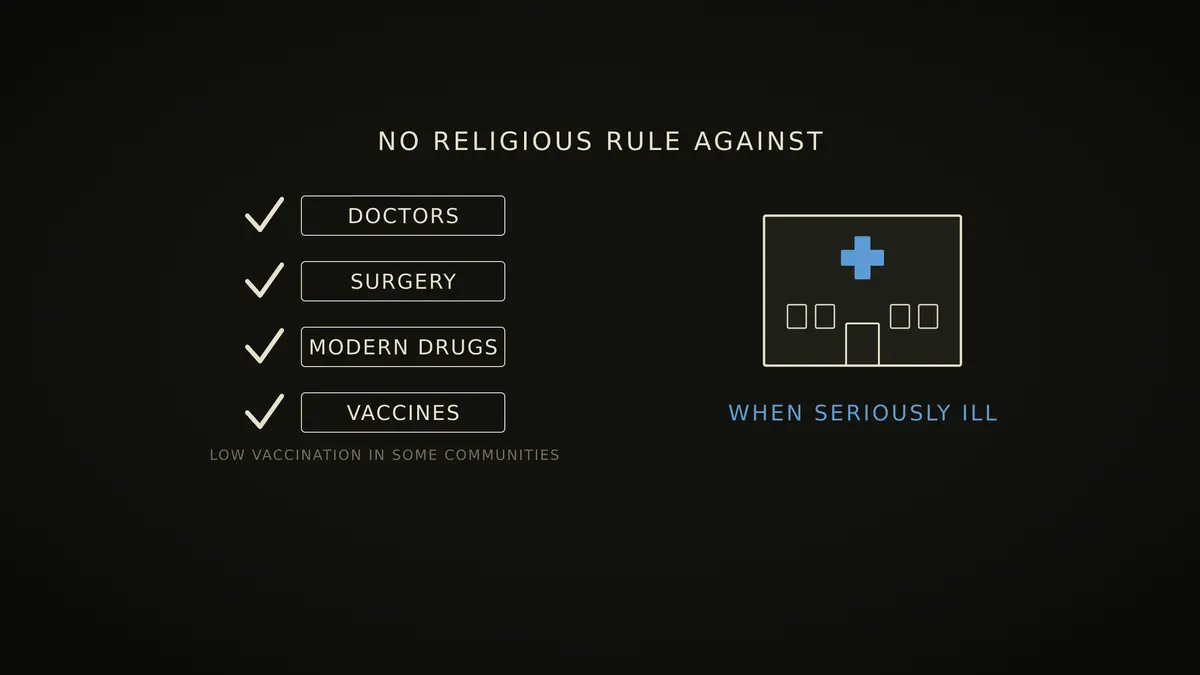 NO RELIGIOUS RULE AGAINST
DOCTORS
SURGERY
MODERN DRUGS
VACCINES
LOW VACCINATION IN SOME COMMUNITIES
WHEN SERIOUSLY ILL